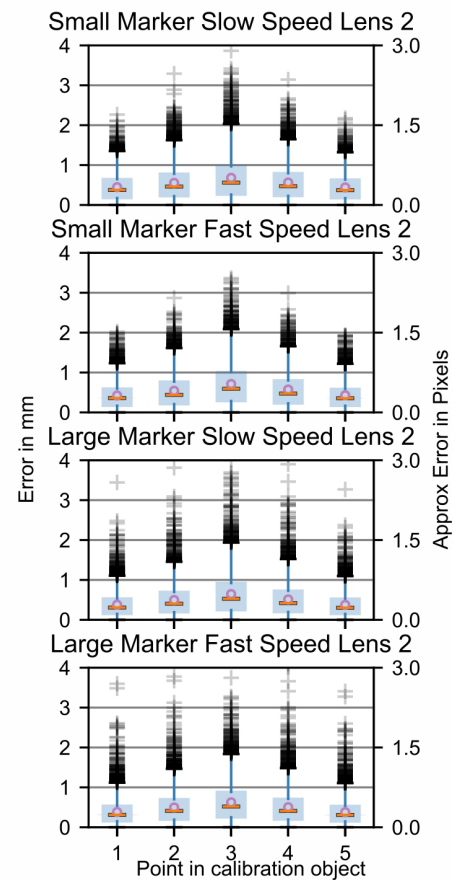 Small Marker Slow Speed Lens 2
4 3.0
3
2 1.5
1
0 0.0
Small Marker Fast Speed Lens 2
4 3.0
3
2 1.5
1
0 0.0
Large Marker Slow Speed Lens 2
4 3.0
3
2 1.5
1
0 0.0
Large Marker Fast Speed Lens 2
4 3.0
3
2 1.5
1
0 0.0
1 2 3 4 5
Point in calibration object
Error in mm
Approx Error in Pixels